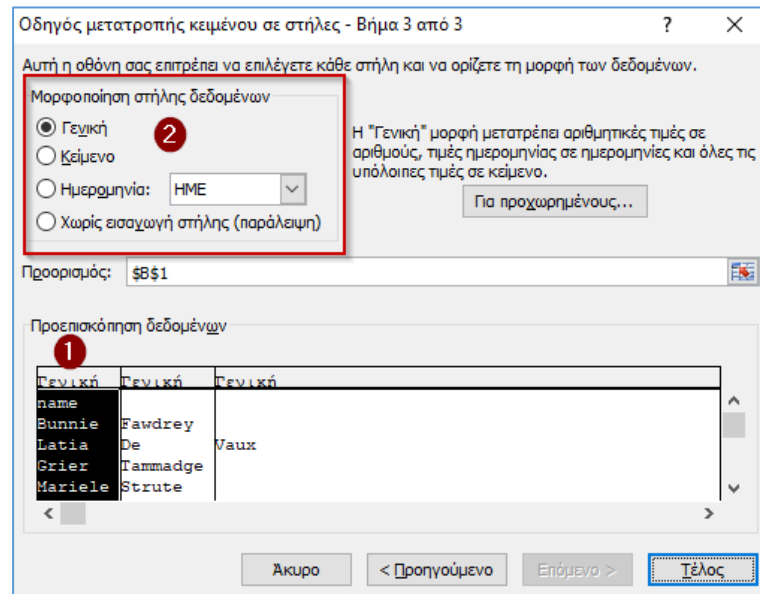 Οδηγός μετατροπής κειμένου σε στήλες - Βήμα 3 από 3
Αυτή η οθόνη σας επιτρέπει να επιλέγετε κάθε στήλη και να ορίζετε τη μορφή των δεδομένων.
Μορφοποίηση στήλης δεδομένων
Γενική
2
Κείμενο
Ημερομηνία: ΗΜΕ
Χωρίς εισαγωγή στήλης (παράλειψη)
Η "Γενική" μορφή μετατρέπει αριθμητικές τιμές σε
αριθμούς, τιμές ημερομηνίας σε ημερομηνίες και όλες τις
υπόλοιπες τιμές σε κείμενο.
Για προχωρημένους...
Προορισμός: $B$1
Προεπισκόπηση δεδομένων
1
Γενική Γενική Γενική
name
Bunnie Fawdrey
Latia De Vaux
Grier Tammadge
Mariele Strute
Άκυρο < Προηγούμενο Επόμενο > Τέλος